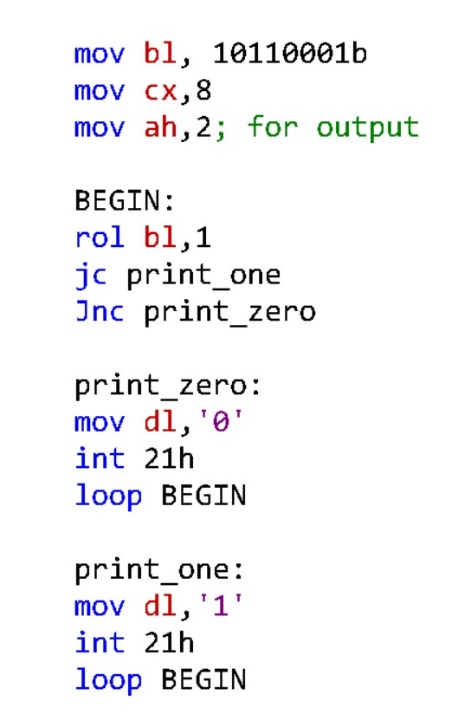 mov bl, 10110001b
mov cx,8
mov ah,2; for output
BEGIN:
rol bl,1
jc print_one
Jnc print_zero
print_zero:
mov dl,'0'
int 21h
loop BEGIN
print_one:
mov dl,'1'
int 21h
loop BEGIN